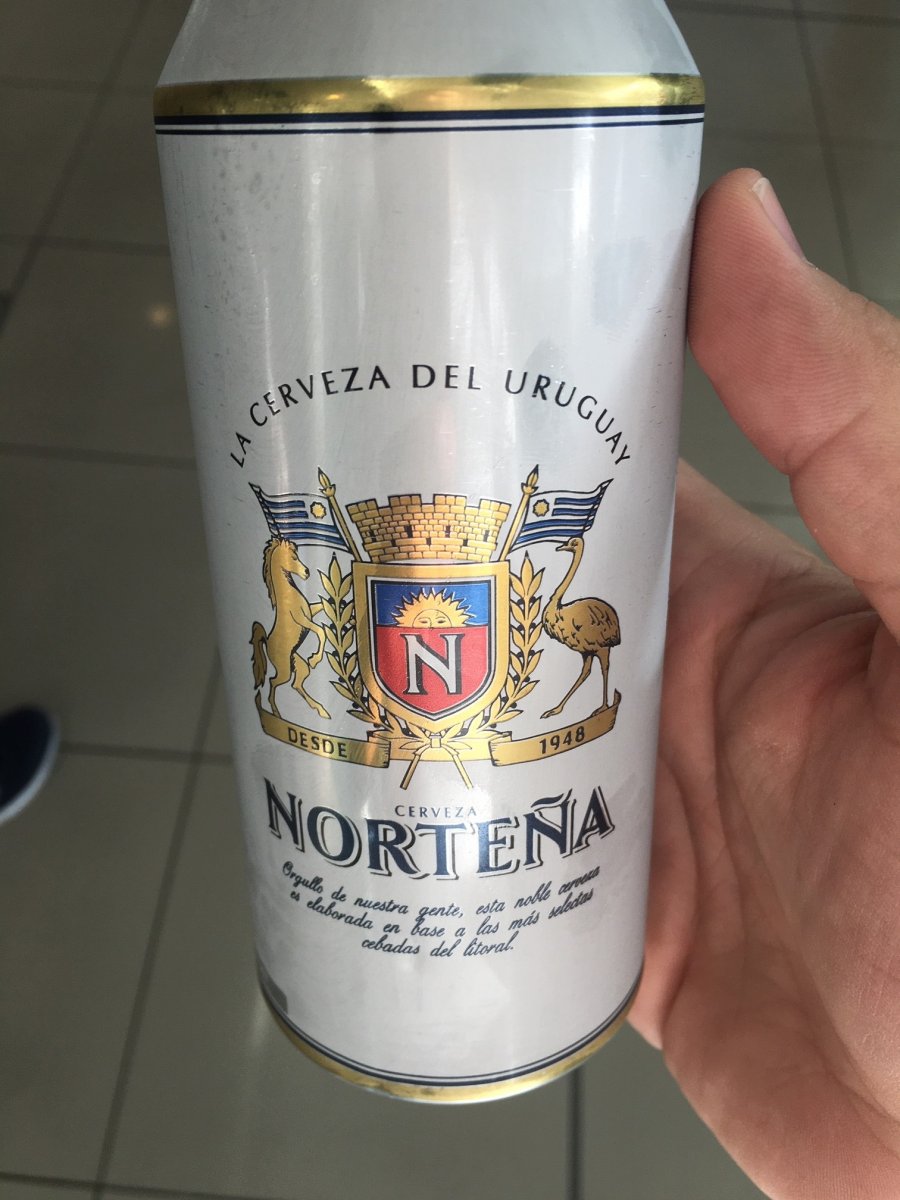 LA CERVEZA DEL URUGUAY
N
DESDE 1948
CERVEZA
NORTEÑA
Orgullo de nuestra gente, esta noble cerveza
es elaborada en base a las más selectas
cebadas del litoral.